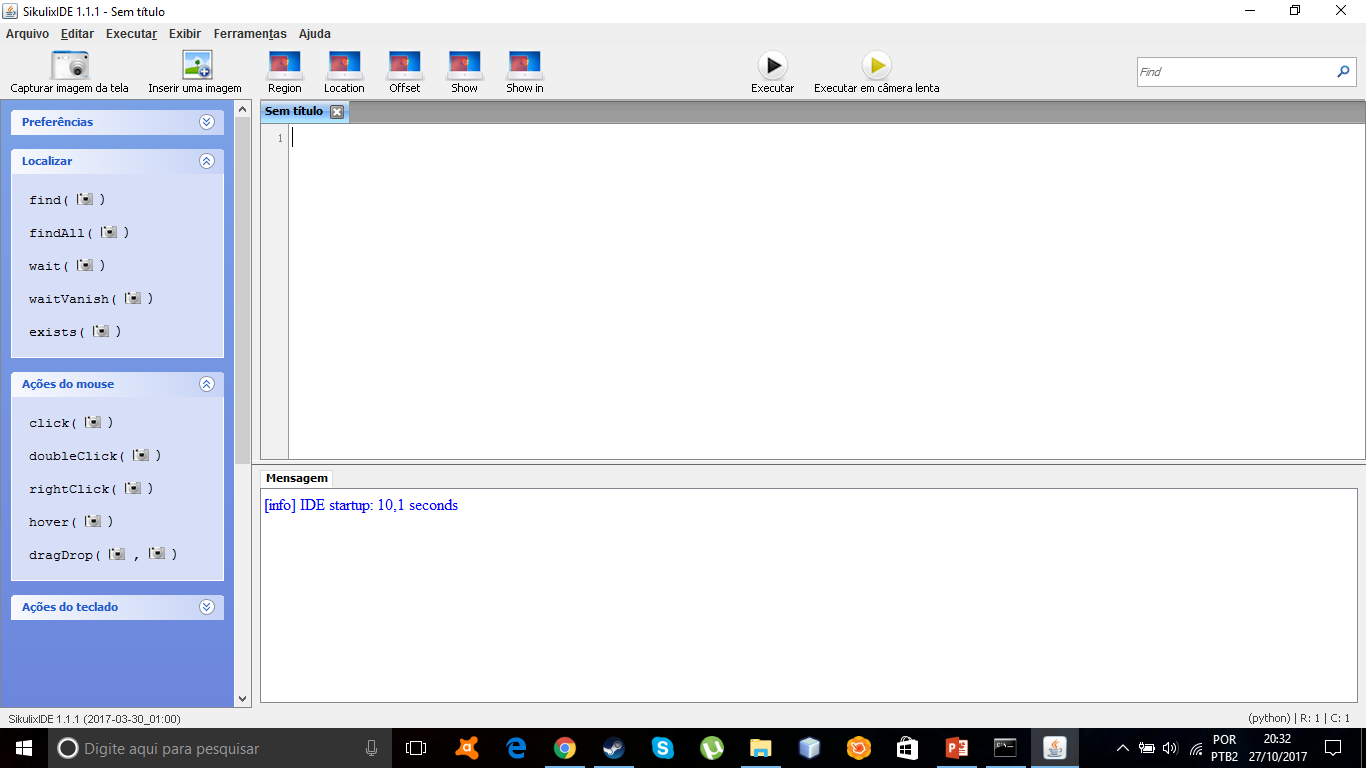 SikulixIDE 1.1.1 - Sem título
Arquivo Editar Executar Exibir Ferramentas Ajuda
Capturar imagem da tela Inserir uma imagem Region Location Offset Show Show in Executar Executar em câmera lenta Find
Preferências
Localizar
find( )
findAll( )
wait( )
waitVanish( )
exists( )
Ações do mouse
click( )
doubleClick( )
rightClick( )
hover( )
dragDrop( , )
Ações do teclado
Sem título
1
Mensagem
[info] IDE startup: 10,1 seconds
SikulixIDE 1.1.1 (2017-03-30_01:00)
(python) | R: 1 | C: 1
Digite aqui para pesquisar
POR
PTB2
20:32
27/10/2017